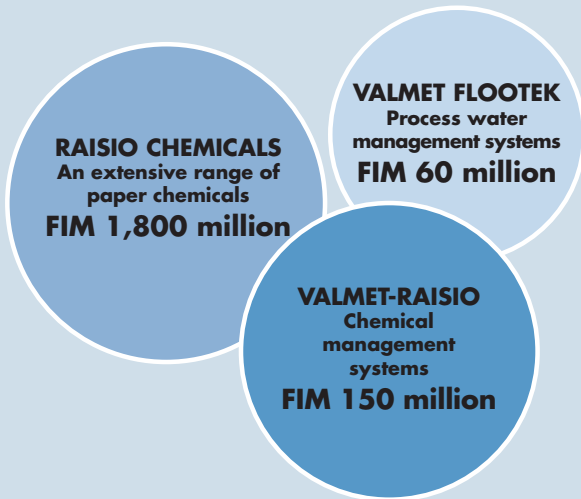 RAISIO CHEMICALS
An extensive range of
paper chemicals
FIM 1,800 million
VALMET FLOOTEK
Process water
management systems
FIM 60 million
VALMET-RAISIO
Chemical
management
systems
FIM 150 million